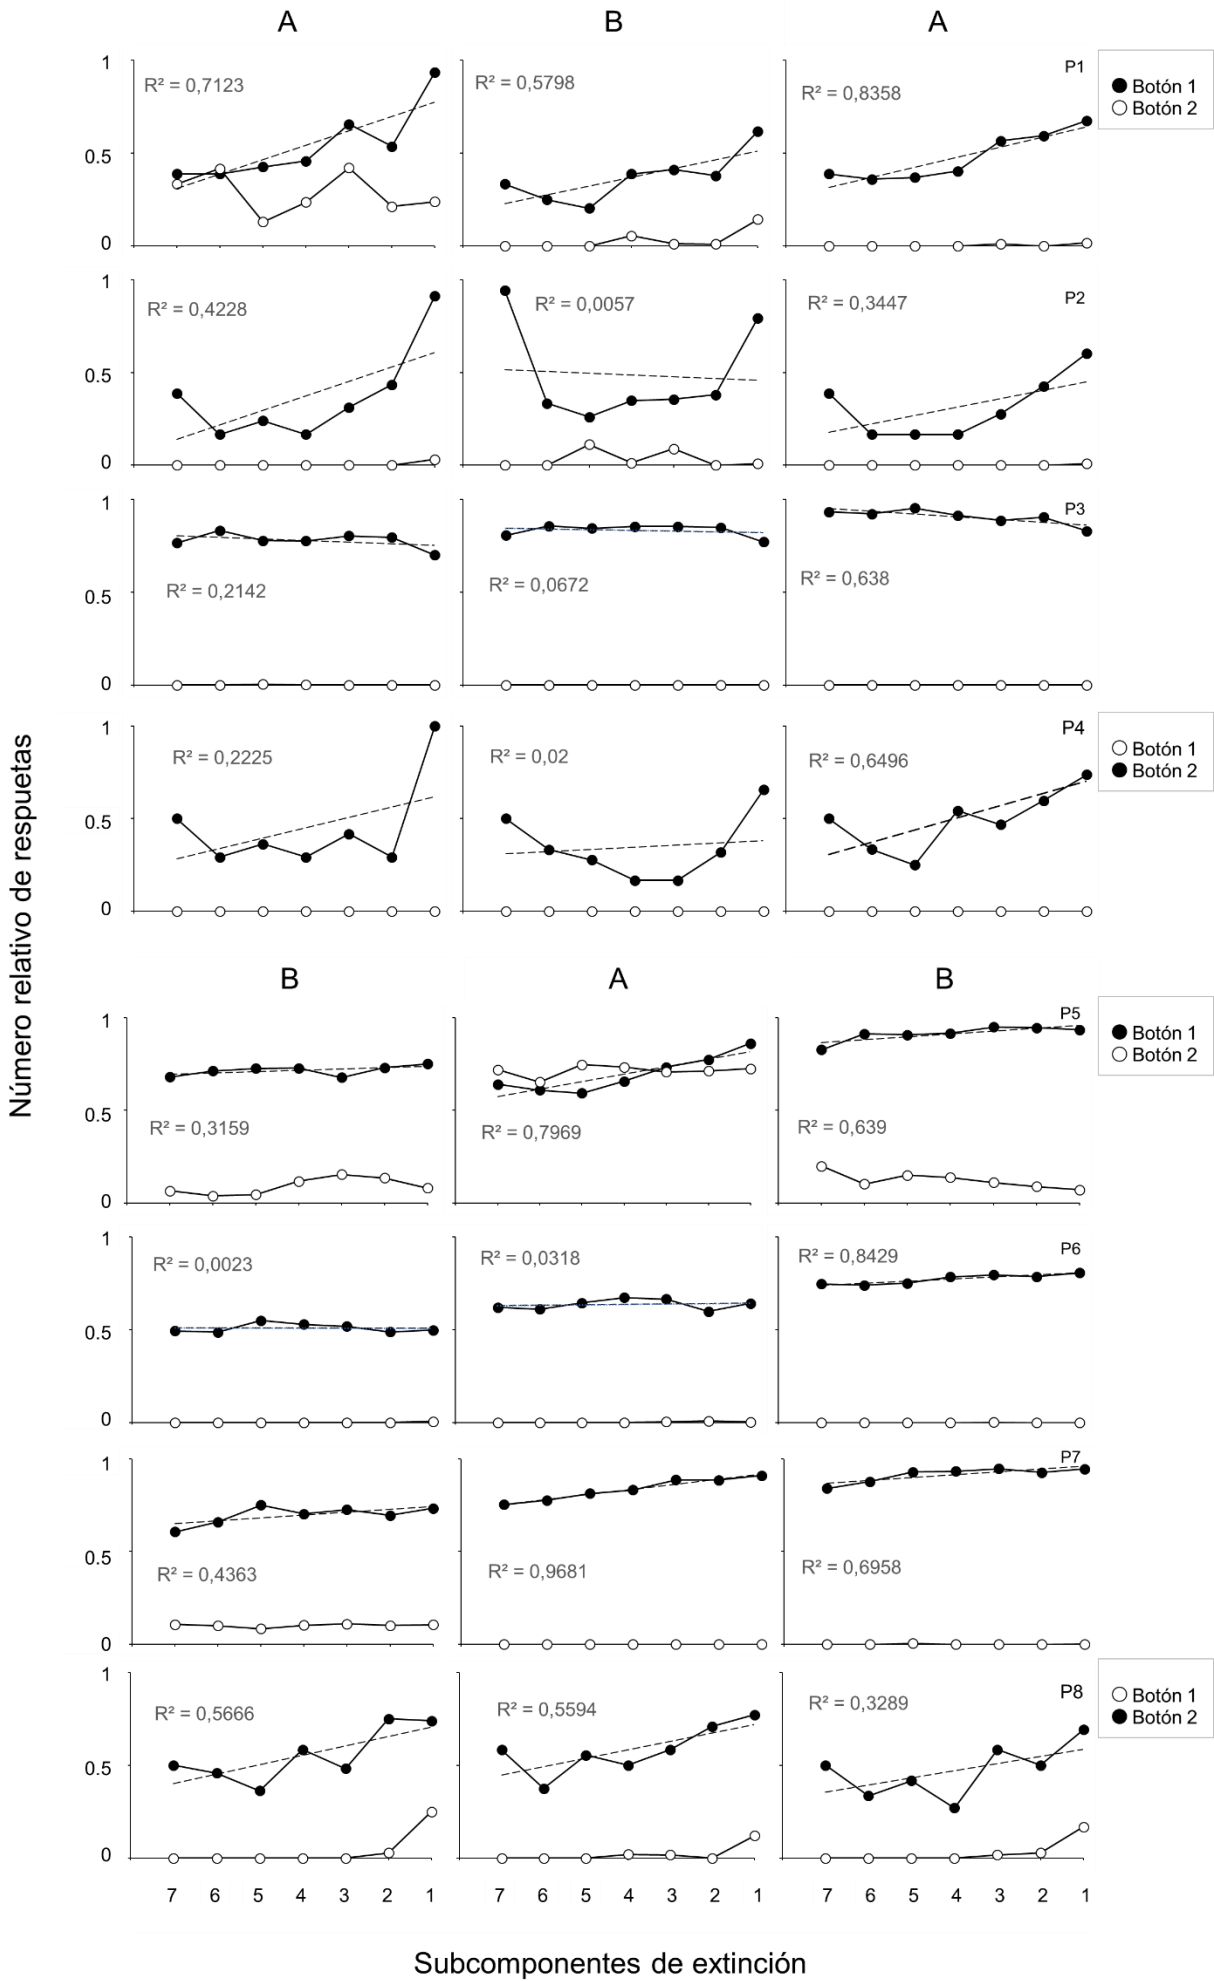 A B A
1 R² = 0,7123 R² = 0,5798 R² = 0,8358 P1
Botón 1
Botón 2
0.5
0
1 R² = 0,4228 R² = 0,0057 R² = 0,3447 P2
0.5
0
1 P3
R² = 0,2142 R² = 0,0672 R² = 0,638
0.5
0
1 R² = 0,2225 R² = 0,02 R² = 0,6496 P4
Botón 1
Botón 2
0.5
0
Número relativo de respuetas
B A B
1 P5
Botón 1
Botón 2
0.5
R² = 0,3159 R² = 0,7969 R² = 0,639
0
1 R² = 0,0023 R² = 0,0318 R² = 0,8429 P6
0.5
0
1 P7
0.5
R² = 0,4363 R² = 0,9681 R² = 0,6958
0
1 R² = 0,5666 R² = 0,5594 R² = 0,3289 P8
Botón 1
Botón 2
0.5
0
7 6 5 4 3 2 1 7 6 5 4 3 2 1 7 6 5 4 3 2 1
Subcomponentes de extinción